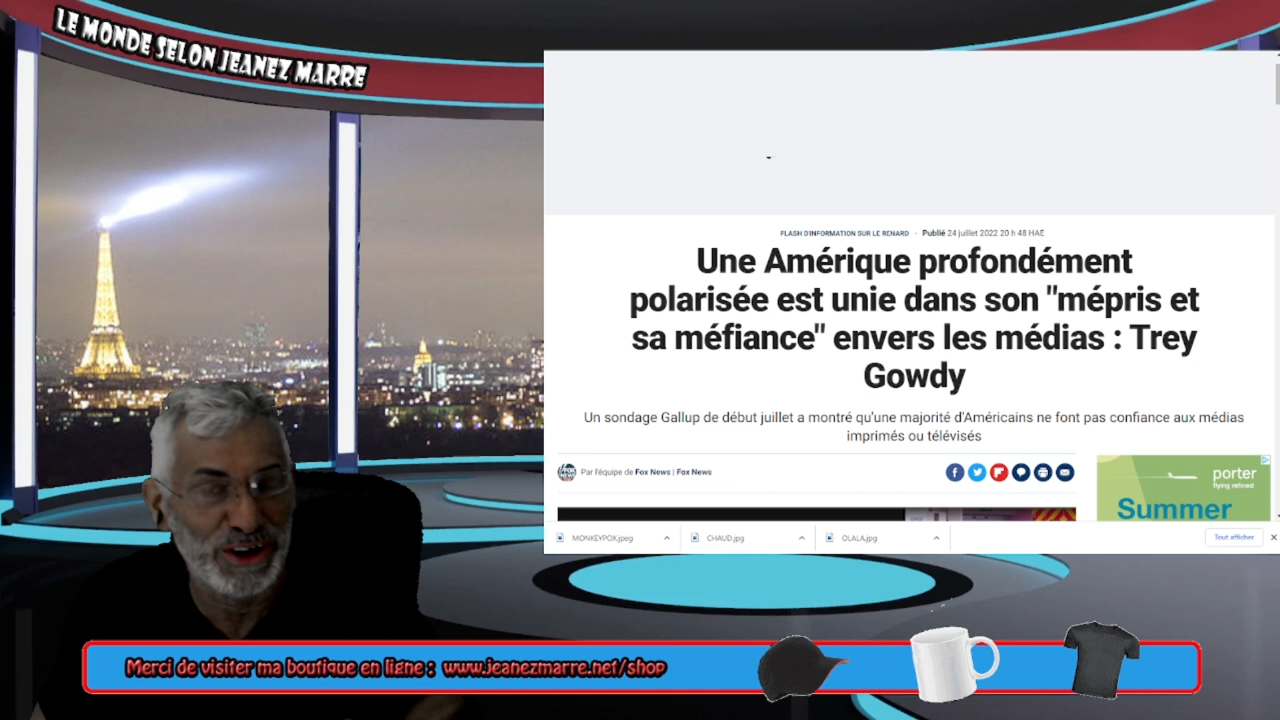 LE MONDE SELON JEANEZ MARRE
FLASH D'INFORMATION SUR LE RENARD - Publié 24 juillet 2022 20 h 48 HAE
Une Amérique profondément
polarisée est unie dans son "mépris et
sa méfiance" envers les médias : Trey
Gowdy
Un sondage Gallup de début juillet a montré qu'une majorité d'Américains ne font pas confiance aux médias
imprimés ou télévisés
Par l'équipe de Fox News | Fox News
porter
flying refined
Summer
MONKEYPOX.jpeg
CHAUD.jpg
OLALA.jpg
Tout afficher
Merci de visiter ma boutique en ligne : www.jeanezmarre.net/shop